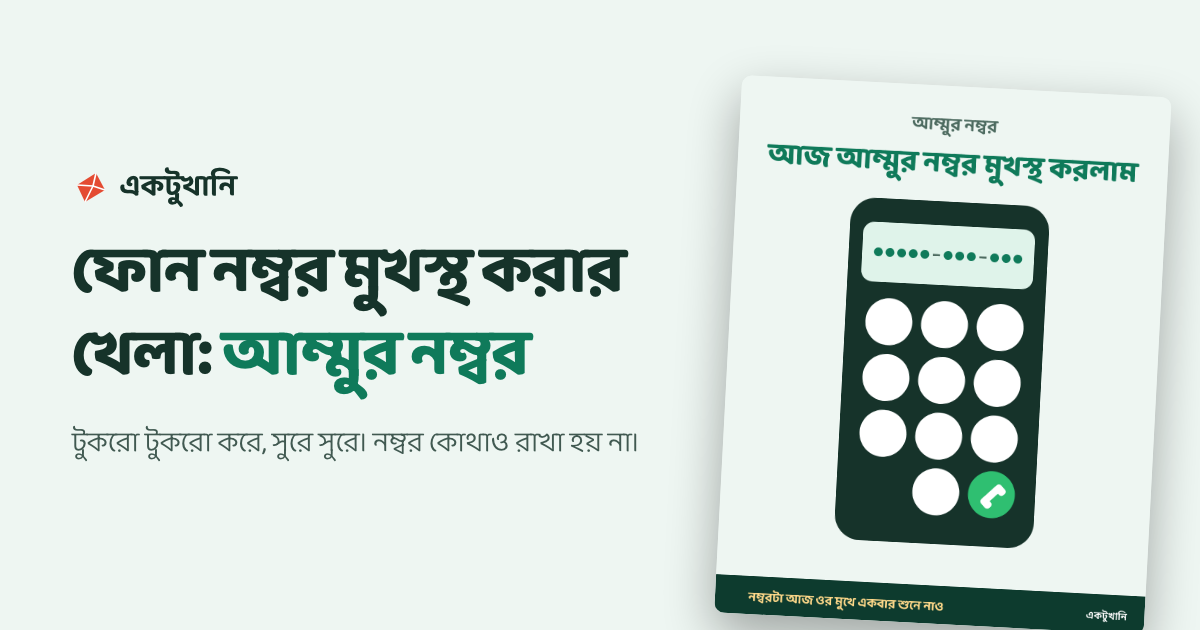 একটুখানি
ফোন নম্বর মুখস্থ করার
খেলা: আম্মুর নম্বর
টুকরো টুকরো করে, সুরে সুরে। নম্বর কোথাও রাখা হয় না।
আম্মুর নম্বর
আজ আম্মুর নম্বর মুখস্থ করলাম
●●●●●–●●●–●●●
নম্বরটা আজ ওর মুখে একবার শুনে নাও
একটুখানি